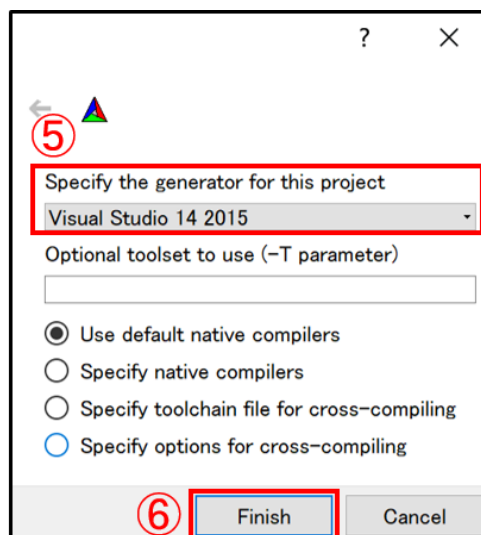 ?
⑤
Specify the generator for this project
Visual Studio 14 2015
Optional toolset to use (-T parameter)
Use default native compilers
Specify native compilers
Specify toolchain file for cross-compiling
Specify options for cross-compiling
⑥ Finish Cancel